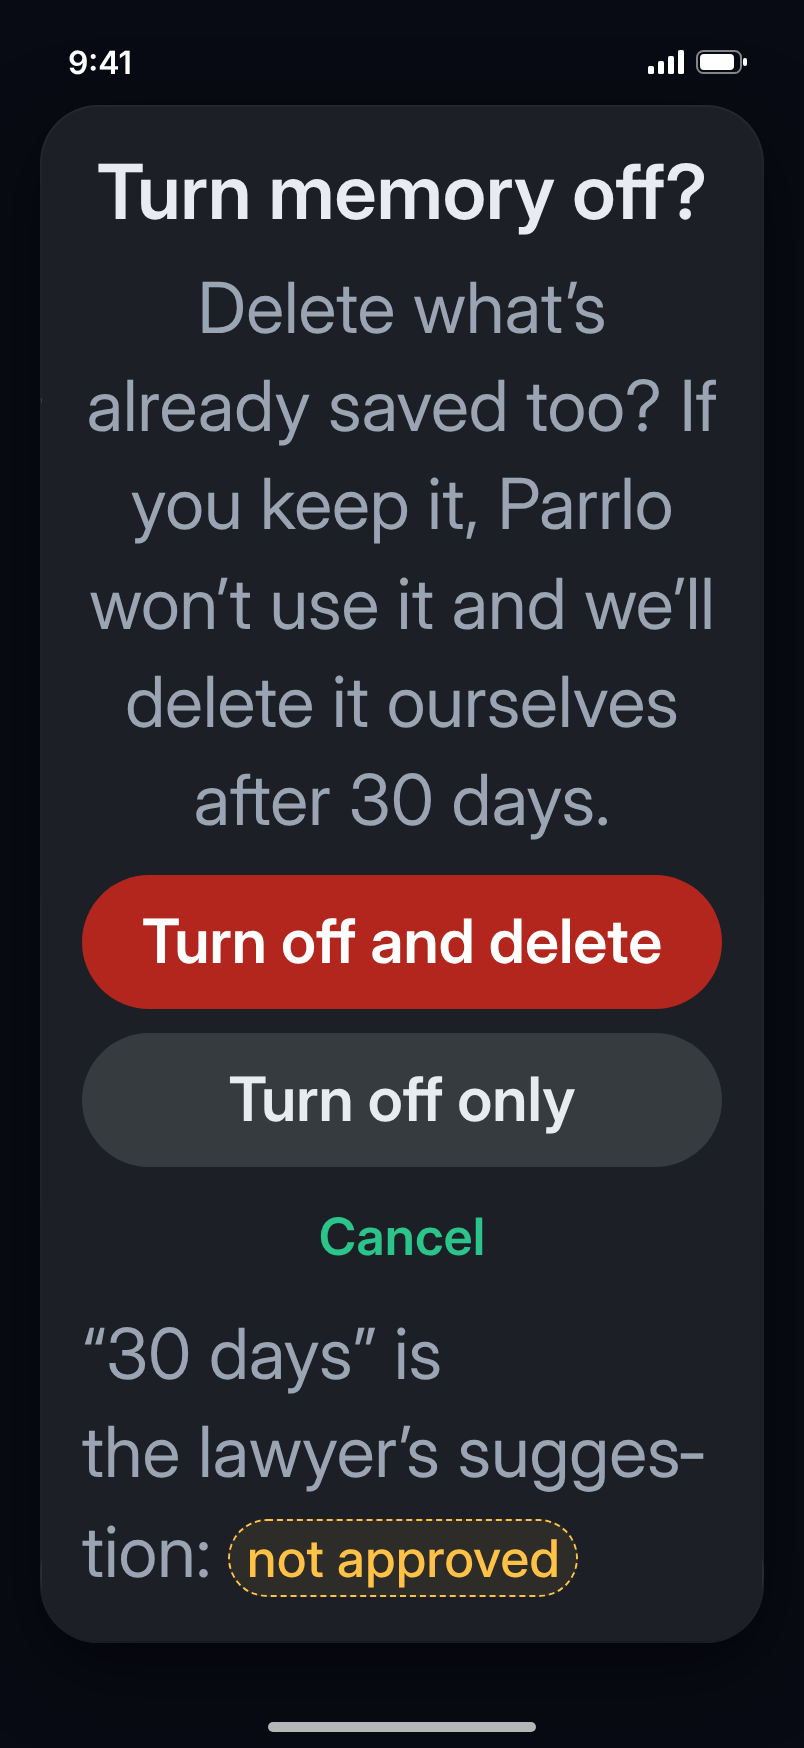 9:41
Turn memory off?
Delete what’s
already saved too? If
you keep it, Parrlo
won’t use it and we’ll
delete it ourselves
after 30 days.
Turn off and delete
Turn off only
Cancel
“30 days” is
the lawyer’s sugges-
tion: not approved